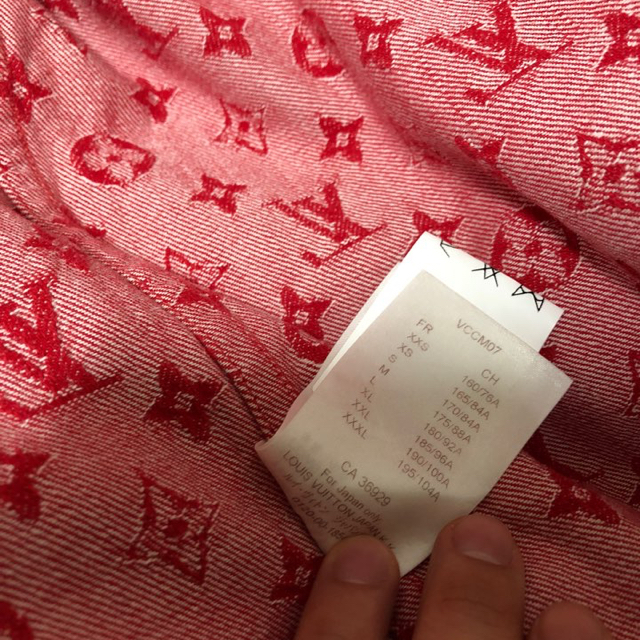 VCCM07
FR CH
XXS 160/76A
XS 165/84A
S 170/84A
M 175/88A
L 180/92A
XL 185/96A
XXL 190/100A
XXXL 195/104A
CA 36929
For Japan only
LOUIS VUITTON